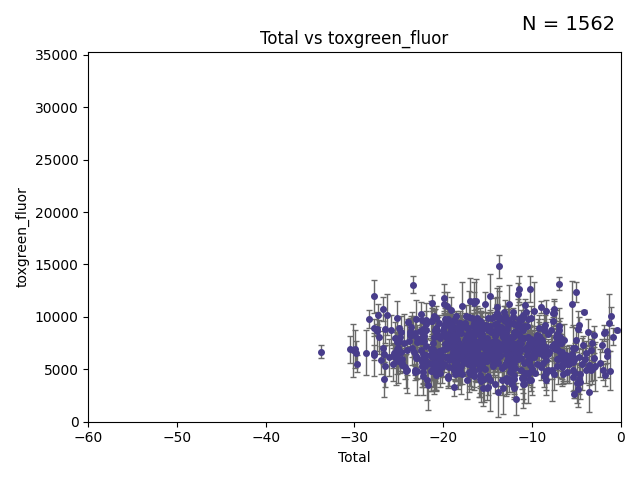 N = 1562
Total vs toxgreen_fluor
35000
30000
25000
20000
15000
10000
5000
0
toxgreen_fluor
−60 −50 −40 −30 −20 −10 0
Total